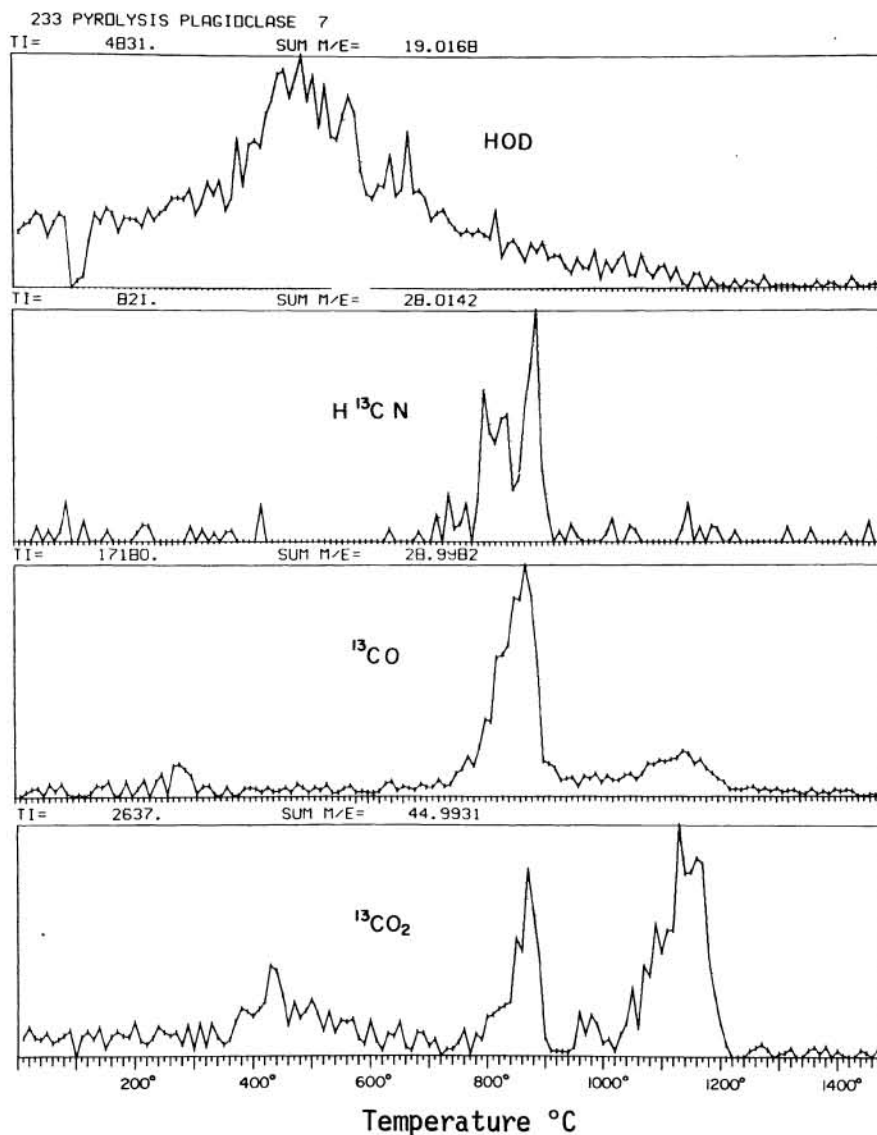 233 PYROLYSIS PLAGIOCLASE 7
TI= 4831. SUM M/E= 19.0168
HOD
TI= 821. SUM M/E= 28.0142
H ¹³C N
TI= 17180. SUM M/E= 28.9982
¹³CO
TI= 2637. SUM M/E= 44.9931
¹³CO₂
200° 400° 600° 800° 1000° 1200° 1400°
Temperature °C